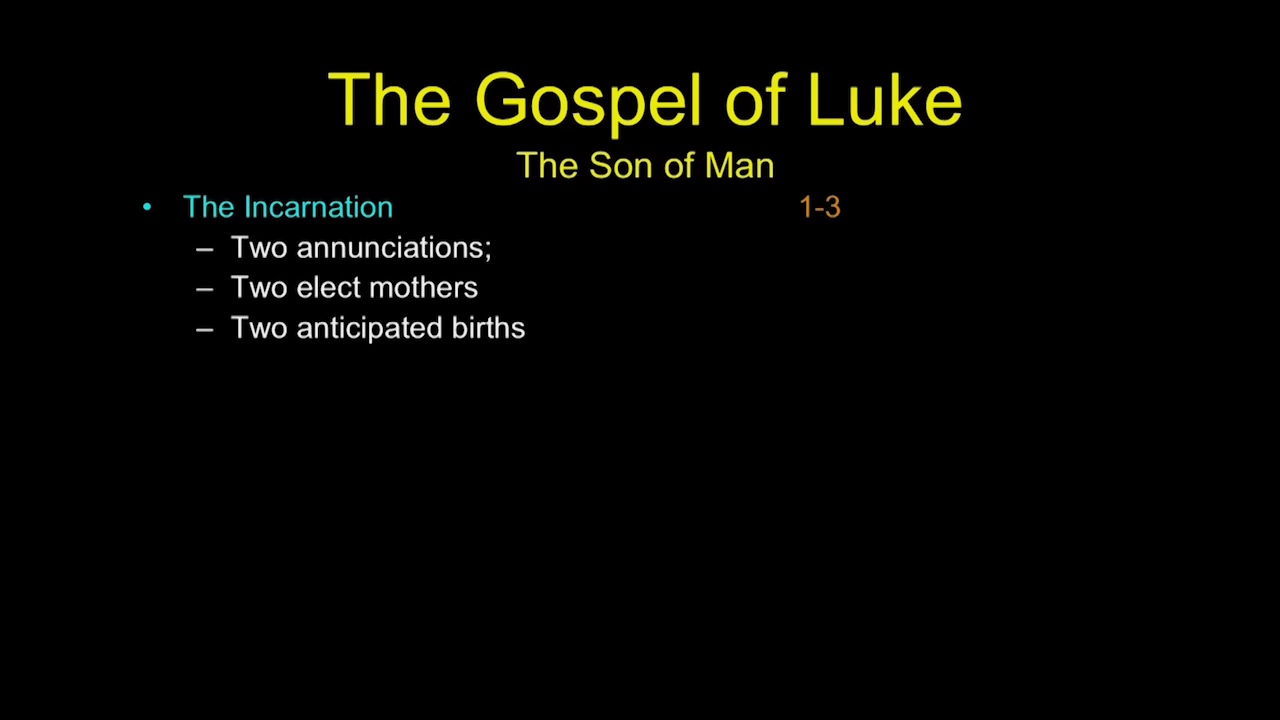 The Gospel of Luke
The Son of Man
• The Incarnation 1-3
– Two annunciations;
– Two elect mothers
– Two anticipated births